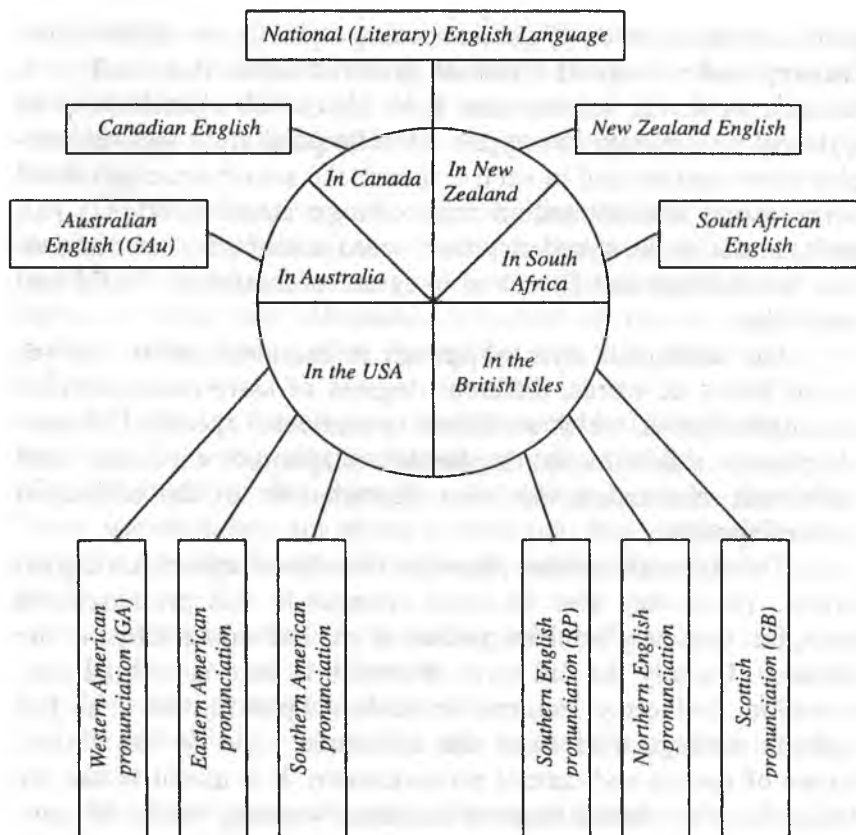 National (Literary) English Language
Canadian English
New Zealand English
In Canada
In New
Zealand
Australian
English (GAu)
South African
English
In Australia
In South
Africa
In the USA
In the
British Isles
Western American
pronunciation (GA)
Eastern American
pronunciation
Southern American
pronunciation
Southern English
pronunciation (RP)
Northern English
pronunciation
Scottish
pronunciation (GB)